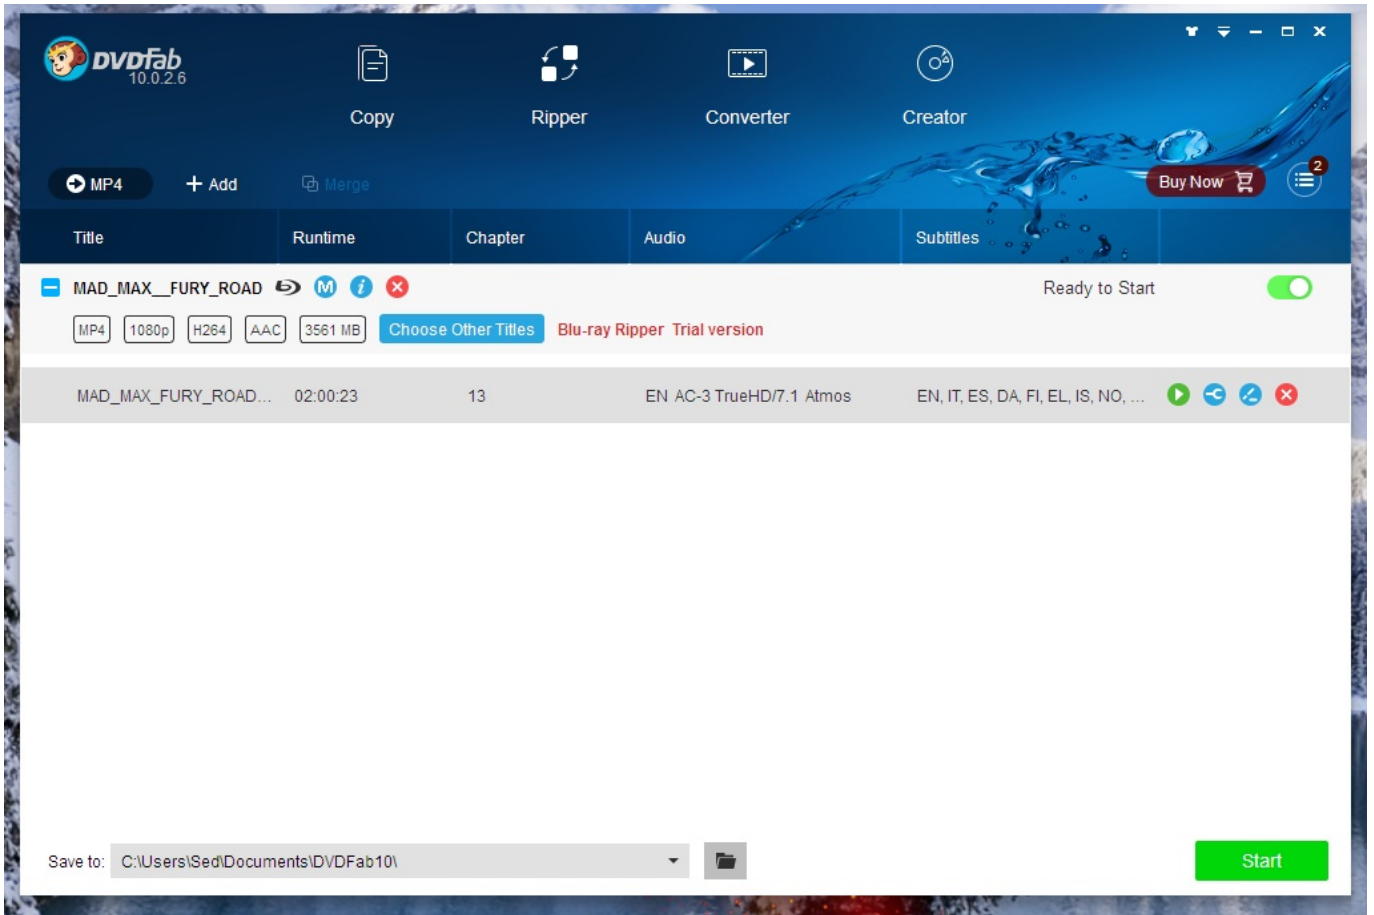 DVDFab
10.0.2.6
Copy
Ripper
Converter
Creator
MP4
Add
Merge
Buy Now
2
Title
Runtime
Chapter
Audio
Subtitles
MAD_MAX__FURY_ROAD
M
i
Ready to Start
MP4
1080p
H264
AAC
3561 MB
Choose Other Titles
Blu-ray Ripper Trial version
MAD_MAX_FURY_ROAD...
02:00:23
13
EN AC-3 TrueHD/7.1 Atmos
EN, IT, ES, DA, FI, EL, IS, NO, ...
Save to:
C:\Users\Sed\Documents\DVDFab10\
Start